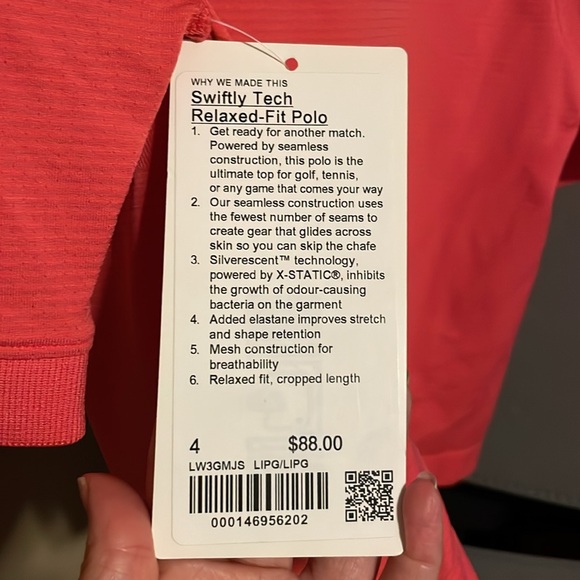 WHY WE MADE THIS
Swiftly Tech
Relaxed-Fit Polo
1. Get ready for another match.
Powered by seamless
construction, this polo is the
ultimate top for golf, tennis,
or any game that comes your way
2. Our seamless construction uses
the fewest number of seams to
create gear that glides across
skin so you can skip the chafe
3. Silverescent™ technology,
powered by X-STATIC®, inhibits
the growth of odour-causing
bacteria on the garment
4. Added elastane improves stretch
and shape retention
5. Mesh construction for
breathability
6. Relaxed fit, cropped length
4 $88.00
LW3GMJS LIPG/LIPG
000146956202